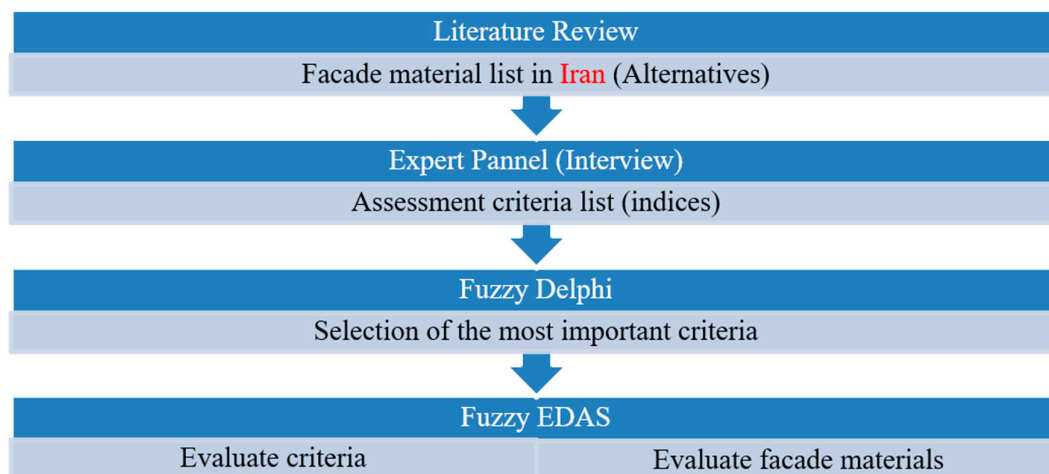 Literature Review
Facade material list in Iran (Alternatives)
Expert Pannel (Interview)
Assessment criteria list (indices)
Fuzzy Delphi
Selection of the most important criteria
Fuzzy EDAS
Evaluate criteria
Evaluate facade materials